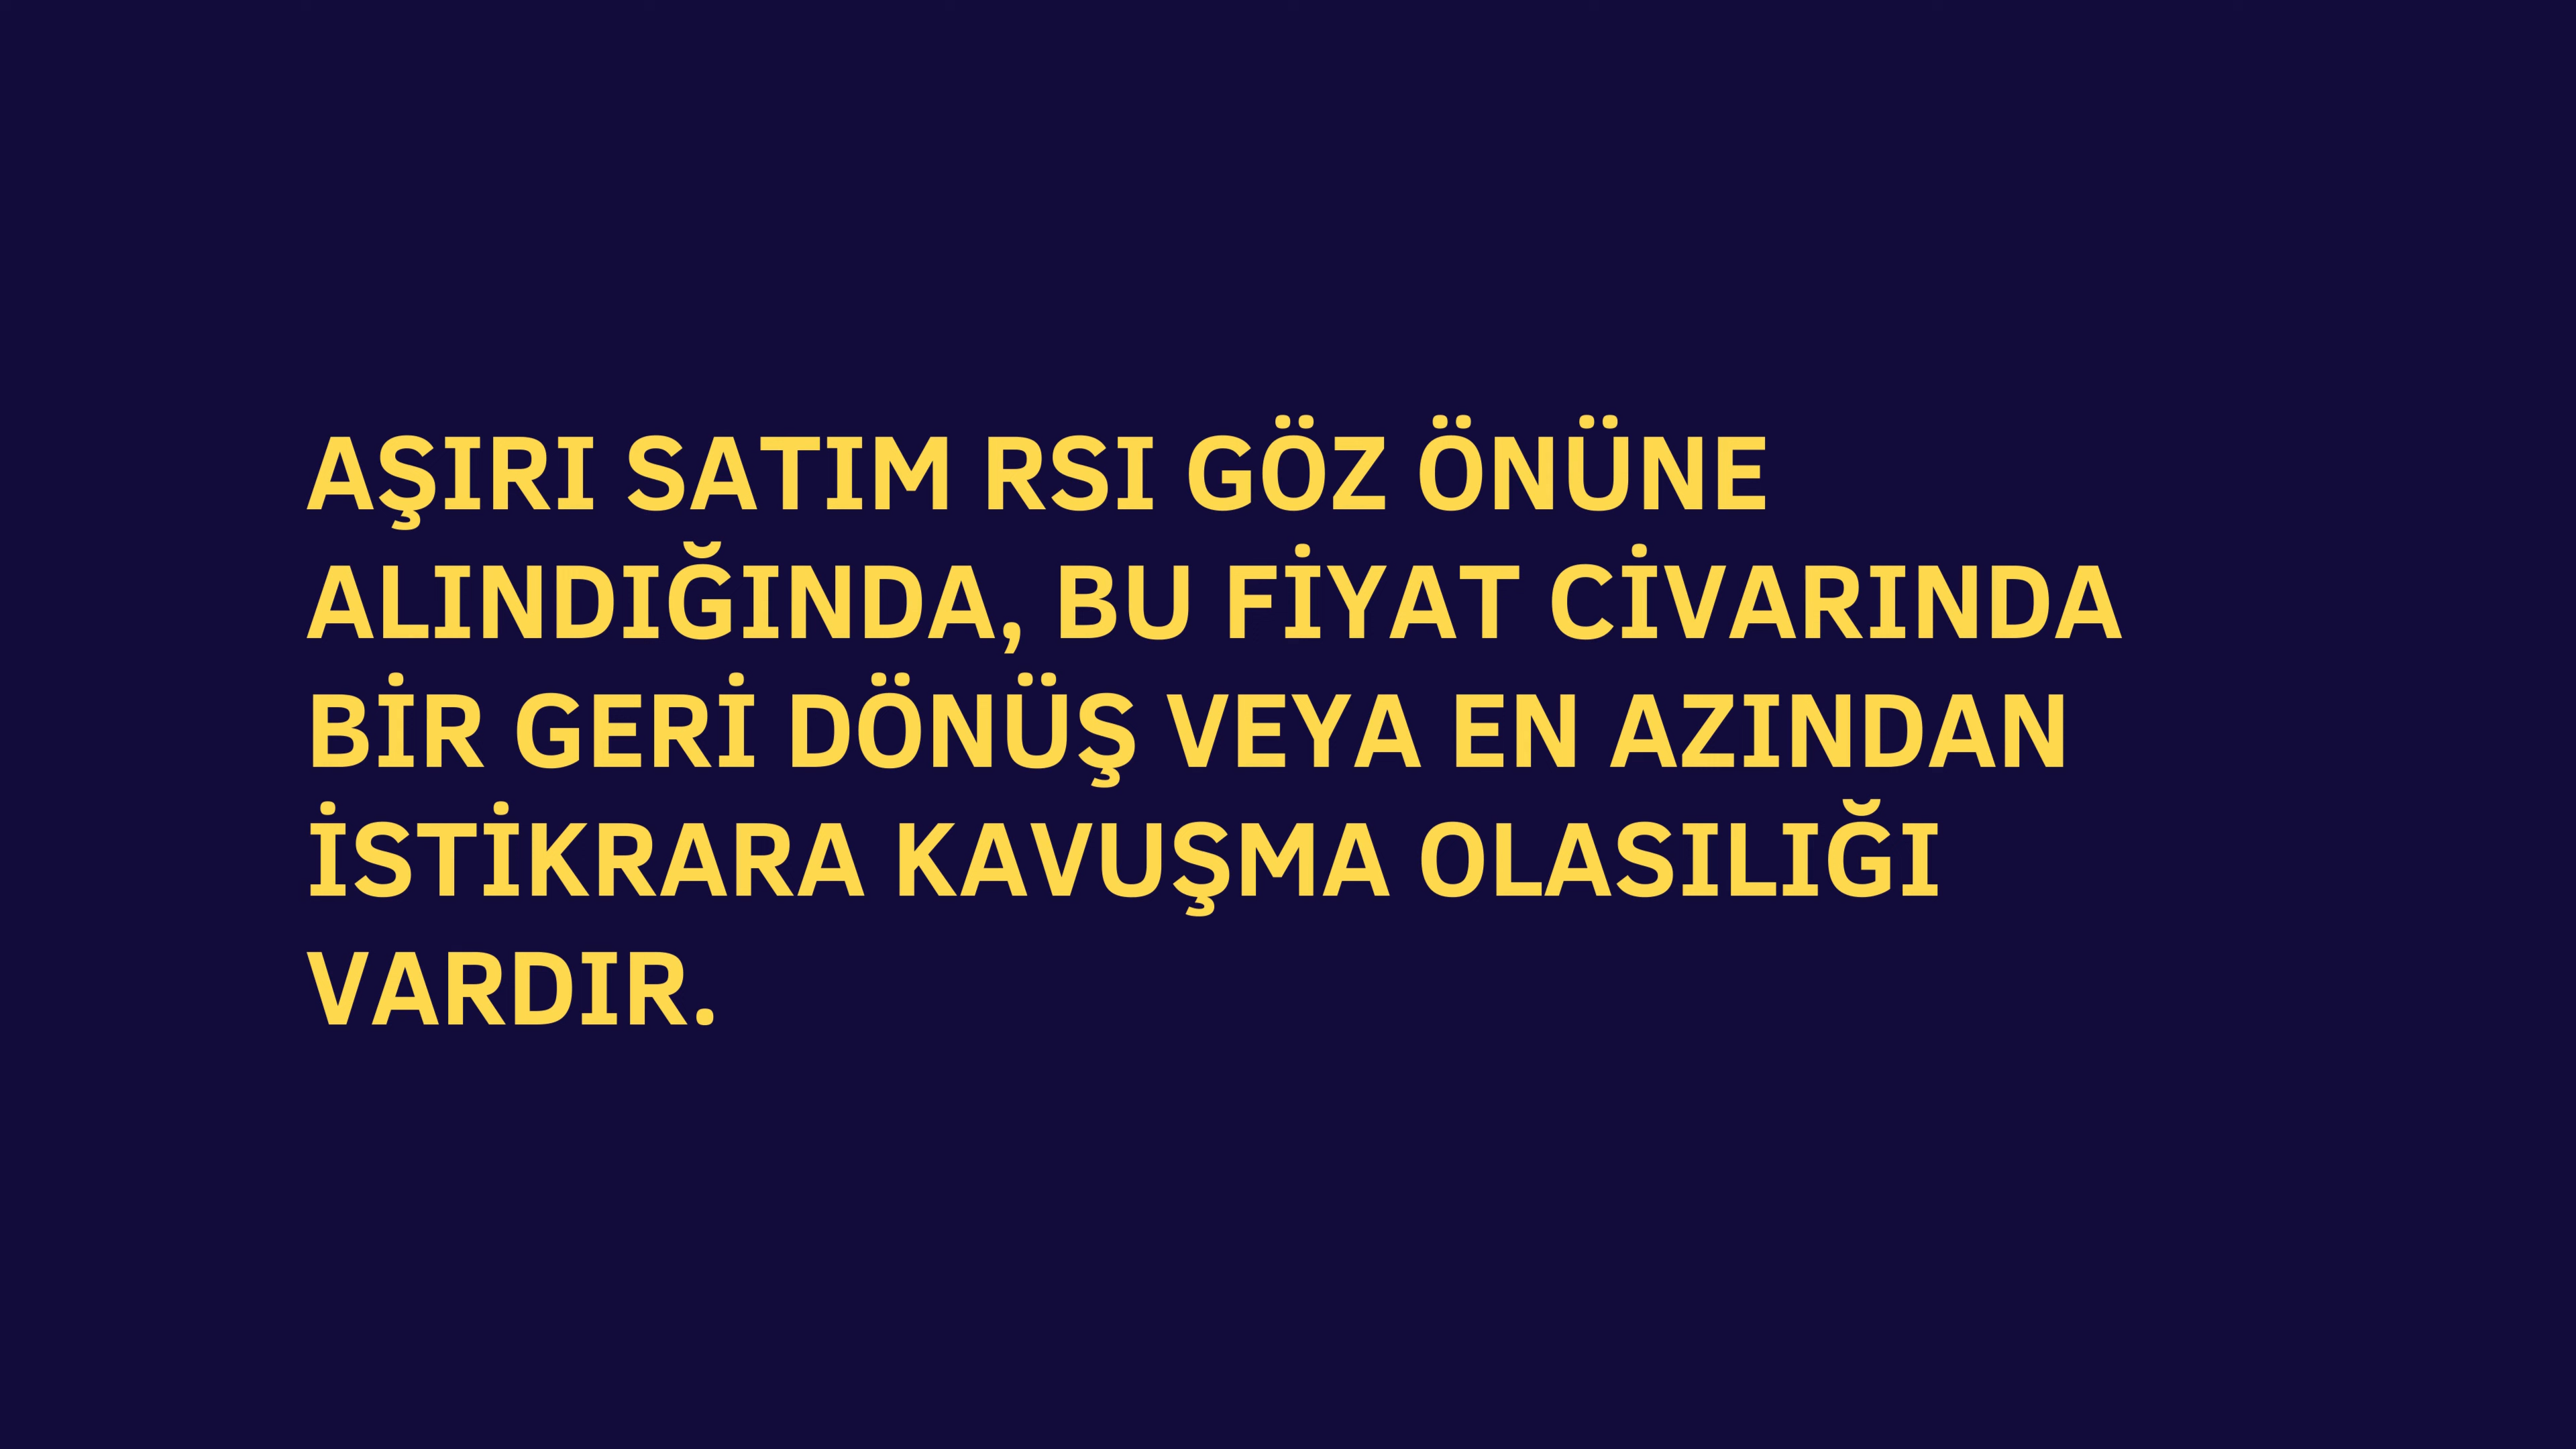 AŞIRI SATIM RSI GÖZ ÖNÜNE
ALINDIĞINDA, BU FİYAT CİVARINDA
BİR GERİ DÖNÜŞ VEYA EN AZINDAN
İSTİKRARA KAVUŞMA OLASILIĞI
VARDIR.